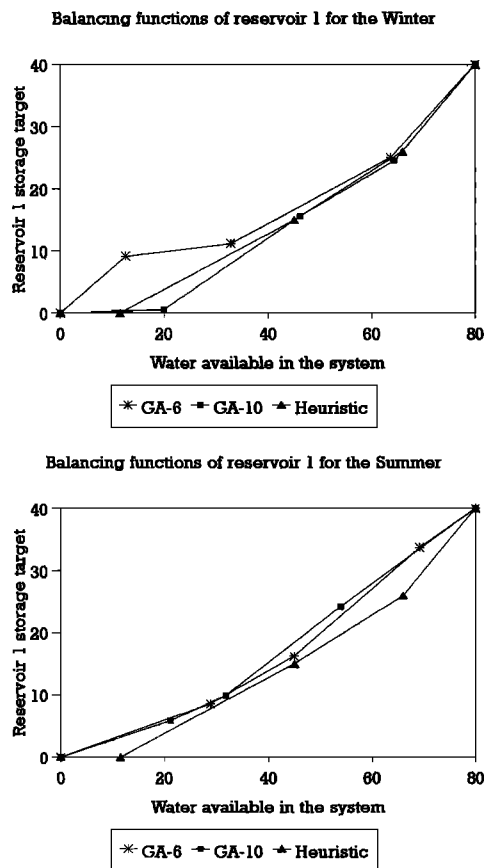 Balancing functions of reservoir 1 for the Winter
40
30
20
10
0
Reservoir 1 storage target
0 20 40 60 80
Water available in the system
GA-6 GA-10 Heuristic
Balancing functions of reservoir 1 for the Summer
40
30
20
10
0
Reservoir 1 storage target
0 20 40 60 80
Water available in the system
GA-6 GA-10 Heuristic